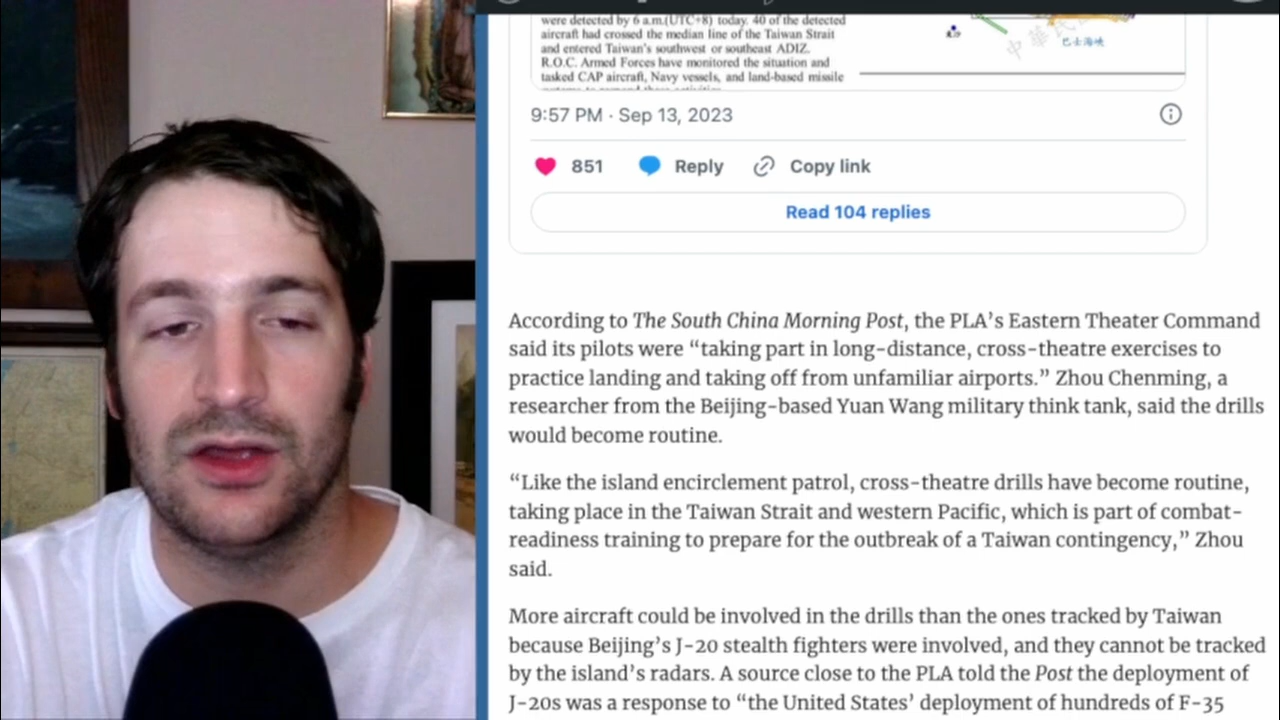 were detected by 6 a.m.(UTC+8) today. 40 of the detected
aircraft had crossed the median line of the Taiwan Strait
and entered Taiwan's southwest or southeast ADIZ.
R.O.C. Armed Forces have monitored the situation and
tasked CAP aircraft, Navy vessels, and land-based missile
巴士海峽
9:57 PM · Sep 13, 2023
851 Reply Copy link
Read 104 replies
According to The South China Morning Post, the PLA’s Eastern Theater Command
said its pilots were “taking part in long-distance, cross-theatre exercises to
practice landing and taking off from unfamiliar airports.” Zhou Chenming, a
researcher from the Beijing-based Yuan Wang military think tank, said the drills
would become routine.
“Like the island encirclement patrol, cross-theatre drills have become routine,
taking place in the Taiwan Strait and western Pacific, which is part of combat-
readiness training to prepare for the outbreak of a Taiwan contingency,” Zhou
said.
More aircraft could be involved in the drills than the ones tracked by Taiwan
because Beijing’s J-20 stealth fighters were involved, and they cannot be tracked
by the island’s radars. A source close to the PLA told the Post the deployment of
J-20s was a response to “the United States’ deployment of hundreds of F-35